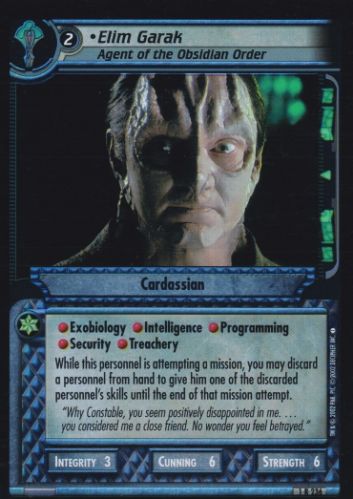 2
•Elim Garak
Agent of the Obsidian Order
Cardassian
•Exobiology •Intelligence •Programming
•Security •Treachery
While this personnel is attempting a mission, you may discard
a personnel from hand to give him one of the discarded
personnel's skills until the end of that mission attempt.
"Why Constable, you seem positively disappointed in me. . . .
you considered me a close friend. No wonder you feel betrayed."
INTEGRITY 3 CUNNING 6 STRENGTH 6